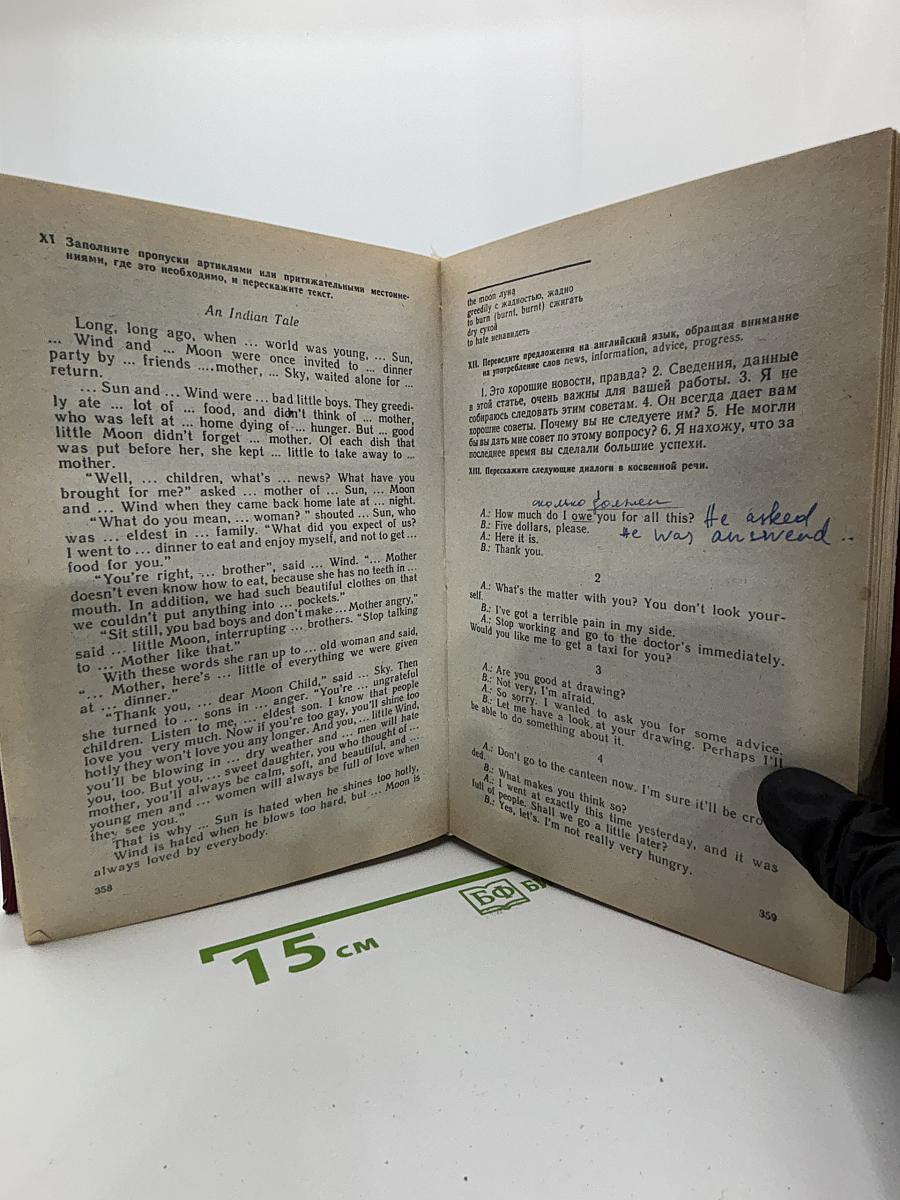 XI Заполните пропуски артиклями или притяжательными местоиме-
ниями, где это необходимо, и перескажите текст.
An Indian Tale
Long, long ago, when ... world was young, ... Sun,
... Wind and ... Moon were once invited to ... dinner
party by ... friends ....mother, ... Sky, waited alone for ...
return.
... Sun and ... Wind were ... bad little boys. They greedi-
ly ate ... lot of ... food, and didn't think of ... mother,
who was left at ... home dying of ... hunger. But ... good
little Moon didn't forget ... mother. Of each dish that
was put before her, she kept ... little to take away to ...
mother.
“Well, ... children, what's ... news? What have you
brought for me?” asked ... mother of ... Sun, ... Moon
and ... Wind when they came back home late at ... night.
“What do you mean, ... woman? ” shouted ... Sun, who
was ... eldest in ... family. “What did you expect of us?
I went to ... dinner to eat and enjoy myself, and not to get ...
food for you.”
“You're right, ... brother”, said ... Wind. “... Mother
doesn't even know how to eat, because she has no teeth in ...
mouth. In addition, we had such beautiful clothes on that
we couldn't put anything into ... pockets.”
“Sit still, you bad boys and don't make ... Mother angry,”
said ... little Moon, interrupting ... brothers. “Stop talking
to ... Mother like that.”
With these words she ran up to ... old woman and said,
“... Mother, here's ... little of everything we were given
at ... dinner.”
“Thank you, ... dear Moon Child,” said ... Sky. Then
she turned to ... sons in ... anger. “You're ... ungrateful
children. Listen to me, ... eldest son. I know that people
love you very much. Now if you're too gay, you'll shine too
hotly they won't love you any longer. And you, ... little Wind,
you'll be blowing in ... dry weather and ... men will hate
you, too. But you, ... sweet daughter, you who thought of ...
mother, you'll always be calm, soft, and beautiful, and ...
young men and ... women will always be full of love when
they see you.”
That is why ... Sun is hated when he shines too hotly,
Wind is hated when he blows too hard, but ... Moon is
always loved by everybody.
358
the moon луна
greedily с жадностью, жадно
to burn (burnt, burnt) сжигать
dry сухой
to hate ненавидеть
XII. Переведите предложения на английский язык, обращая внимание
на употребление слов news, information, advice, progress.
1. Это хорошие новости, правда? 2. Сведения, данные
в этой статье, очень важны для вашей работы. 3. Я не
собираюсь следовать этим советам. 4. Он всегда дает вам
хорошие советы. Почему вы не следуете им? 5. Не могли
бы вы дать мне совет по этому вопросу? 6. Я нахожу, что за
последнее время вы сделали большие успехи.
XIII. Перескажите следующие диалоги в косвенной речи.
1
сколько должен
A.: How much do I owe you for all this? He asked
B.: Five dollars, please. He was answered ..
A.: Here it is.
B.: Thank you.
2
A.: What's the matter with you? You don't look your-
self.
B.: I've got a terrible pain in my side.
A.: Stop working and go to the doctor's immediately.
Would you like me to get a taxi for you?
3
A.: Are you good at drawing?
B.: Not very, I'm afraid.
A.: So sorry. I wanted to ask you for some advice.
B.: Let me have a look at your drawing. Perhaps I'll
be able to do something about it.
4
A.: Don't go to the canteen now. I'm sure it'll be cro
ded.
B.: What makes you think so?
A.: I went at exactly this time yesterday, and it was
full of people. Shall we go a little later?
B.: Yes, let's. I'm not really very hungry.
359
15 см
БФ